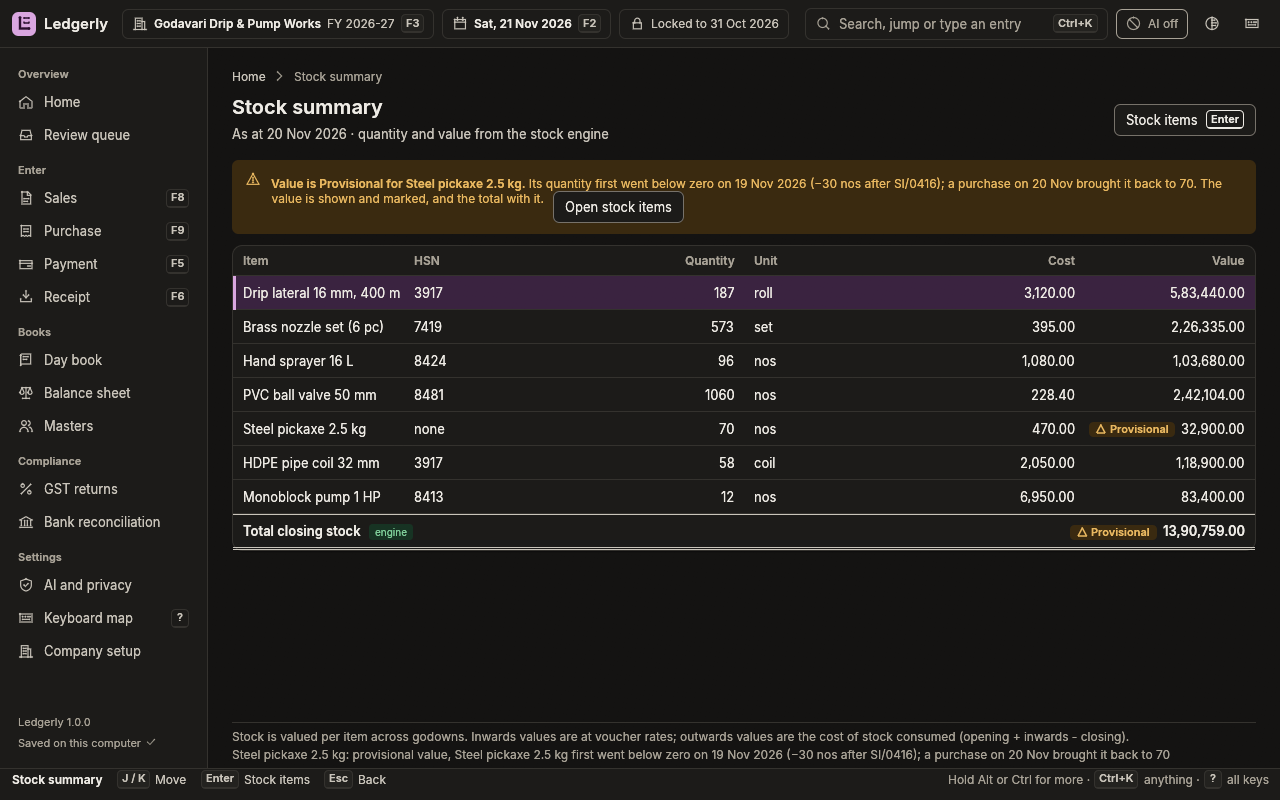 Ledgerly
Godavari Drip & Pump Works FY 2026-27 F3
Sat, 21 Nov 2026 F2
Locked to 31 Oct 2026
Search, jump or type an entry Ctrl+K
AI off
Overview
Home
Review queue
Enter
Sales F8
Purchase F9
Payment F5
Receipt F6
Books
Day book
Balance sheet
Masters
Compliance
GST returns
Bank reconciliation
Settings
AI and privacy
Keyboard map ?
Company setup
Ledgerly 1.0.0
Saved on this computer
Home > Stock summary
Stock summary
As at 20 Nov 2026 · quantity and value from the stock engine
Stock items Enter
Value is Provisional for Steel pickaxe 2.5 kg. Its quantity first went below zero on 19 Nov 2026 (−30 nos after SI/0416); a purchase on 20 Nov brought it back to 70. The
value is shown and marked, and the total with it. Open stock items
Item HSN Quantity Unit Cost Value
Drip lateral 16 mm, 400 m 3917 187 roll 3,120.00 5,83,440.00
Brass nozzle set (6 pc) 7419 573 set 395.00 2,26,335.00
Hand sprayer 16 L 8424 96 nos 1,080.00 1,03,680.00
PVC ball valve 50 mm 8481 1060 nos 228.40 2,42,104.00
Steel pickaxe 2.5 kg none 70 nos 470.00 Provisional 32,900.00
HDPE pipe coil 32 mm 3917 58 coil 2,050.00 1,18,900.00
Monoblock pump 1 HP 8413 12 nos 6,950.00 83,400.00
Total closing stock engine Provisional 13,90,759.00
Stock is valued per item across godowns. Inwards values are at voucher rates; outwards values are the cost of stock consumed (opening + inwards - closing).
Steel pickaxe 2.5 kg: provisional value, Steel pickaxe 2.5 kg first went below zero on 19 Nov 2026 (−30 nos after SI/0416); a purchase on 20 Nov brought it back to 70
Stock summary J / K Move Enter Stock items Esc Back
Hold Alt or Ctrl for more · Ctrl+K anything · ? all keys